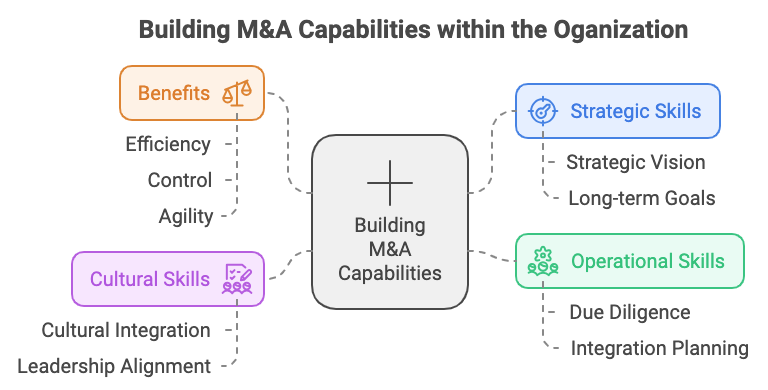 Building M&A Capabilities within the Oganization
Benefits
Efficiency
Control
Agility
Cultural Skills
Cultural Integration
Leadership Alignment
Building
M&A
Capabilities
Strategic Skills
Strategic Vision
Long-term Goals
Operational Skills
Due Diligence
Integration Planning